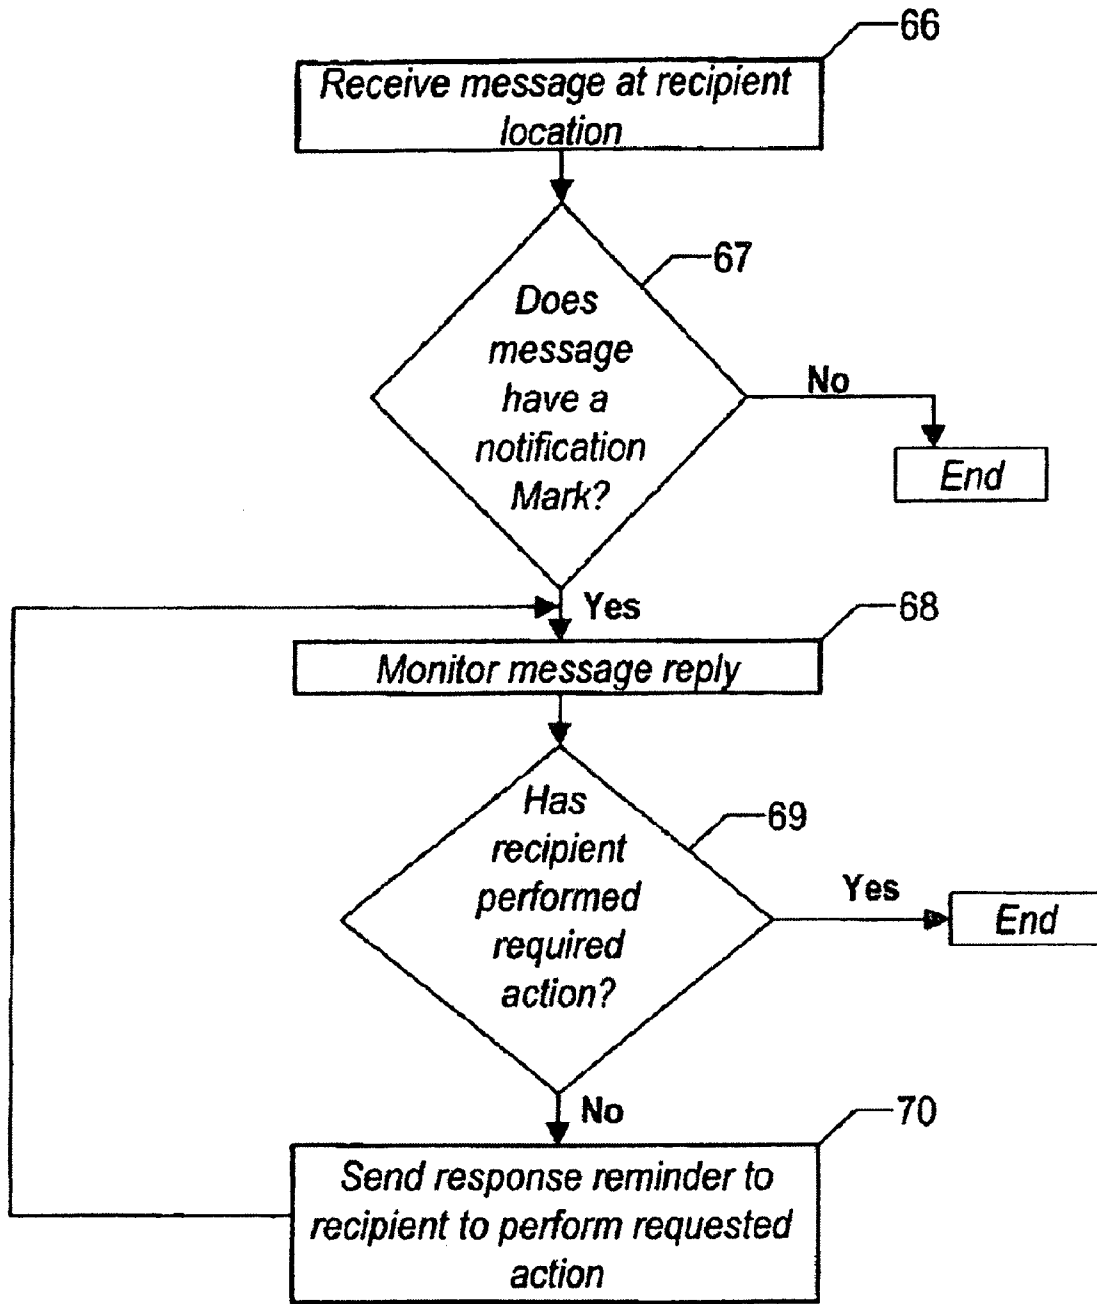 66
Receive message at recipient
location
67
Does
message
have a
notification
Mark?
No
End
Yes
68
Monitor message reply
Has
recipient
performed
required
action?
69
Yes
End
No
70
Send response reminder to
recipient to perform requested
action